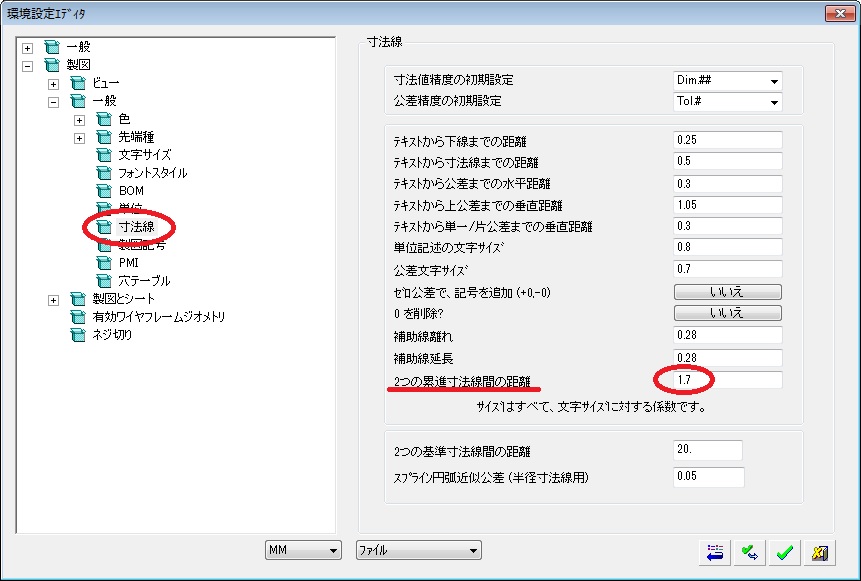 環境設定ｴﾃﾞｨﾀ
一般
製図
ﾋﾞｭｰ
一般
色
先端種
文字ｻｲｽﾞ
ﾌｫﾝﾄｽﾀｲﾙ
BOM
単位
寸法線
製図記号
PMI
穴ﾃｰﾌﾞﾙ
製図とｼｰﾄ
有効ﾜｲﾔﾌﾚｰﾑｼﾞｵﾒﾄﾘ
ﾈｼﾞ切り
寸法線
寸法値精度の初期設定 Dim.##
公差精度の初期設定 Tol.#
ﾃｷｽﾄから下線までの距離 0.25
ﾃｷｽﾄから寸法線までの距離 0.5
ﾃｷｽﾄから公差までの水平距離 0.3
ﾃｷｽﾄから上公差までの垂直距離 1.05
ﾃｷｽﾄから単一/片公差までの垂直距離 0.3
単位記述の文字ｻｲｽﾞ 0.8
公差文字ｻｲｽﾞ 0.7
ｾﾞﾛ公差で、記号を追加 (+0,-0) いいえ
0 を削除? いいえ
補助線離れ 0.28
補助線延長 0.28
2つの累進寸法線間の距離 1.7
ｻｲｽﾞはすべて、文字ｻｲｽﾞに対する係数です。
2つの基準寸法線間の距離 20.
ｽﾌﾟﾗｲﾝ円弧近似公差 (半径寸法線用) 0.05
MM ﾌｧｲﾙ